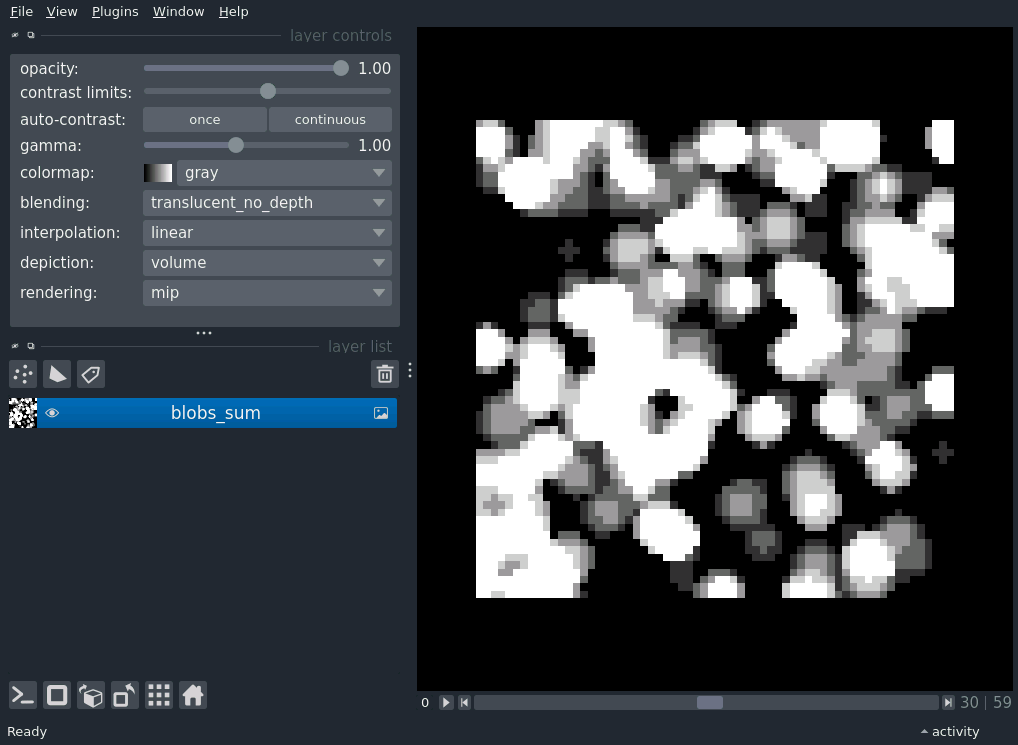 File View Plugins Window Help
layer controls
opacity: 1.00
contrast limits:
auto-contrast: once continuous
gamma: 1.00
colormap: gray
blending: translucent_no_depth
interpolation: linear
depiction: volume
rendering: mip
layer list
blobs_sum
0 30 | 59
Ready activity